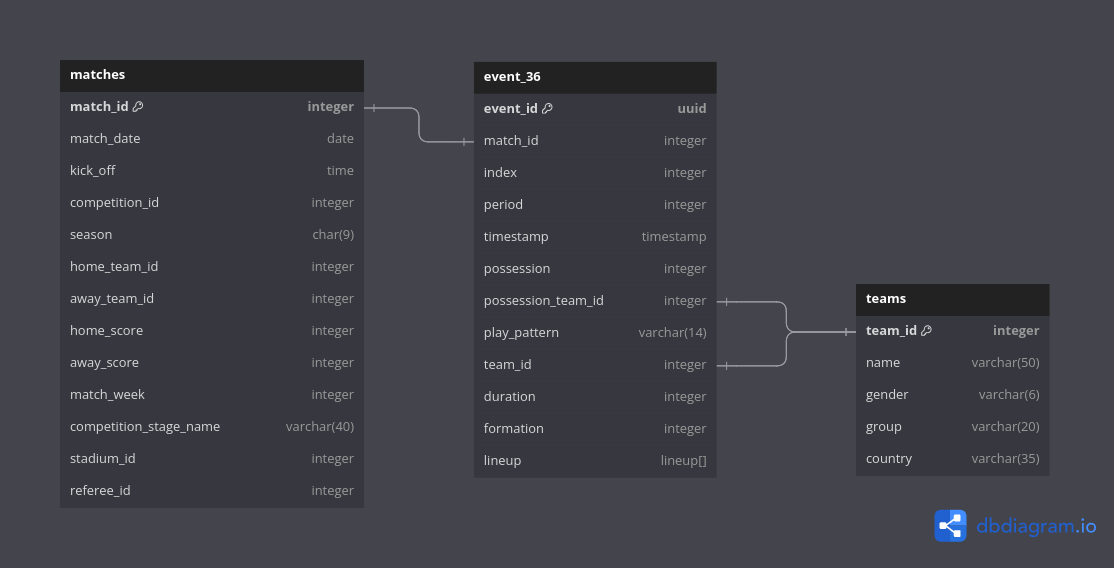 matches
match_id integer
match_date date
kick_off time
competition_id integer
season char(9)
home_team_id integer
away_team_id integer
home_score integer
away_score integer
match_week integer
competition_stage_name varchar(40)
stadium_id integer
referee_id integer
event_36
event_id uuid
match_id integer
index integer
period integer
timestamp timestamp
possession integer
possession_team_id integer
play_pattern varchar(14)
team_id integer
duration integer
formation integer
lineup lineup[]
teams
team_id integer
name varchar(50)
gender varchar(6)
group varchar(20)
country varchar(35)
dbdiagram.io